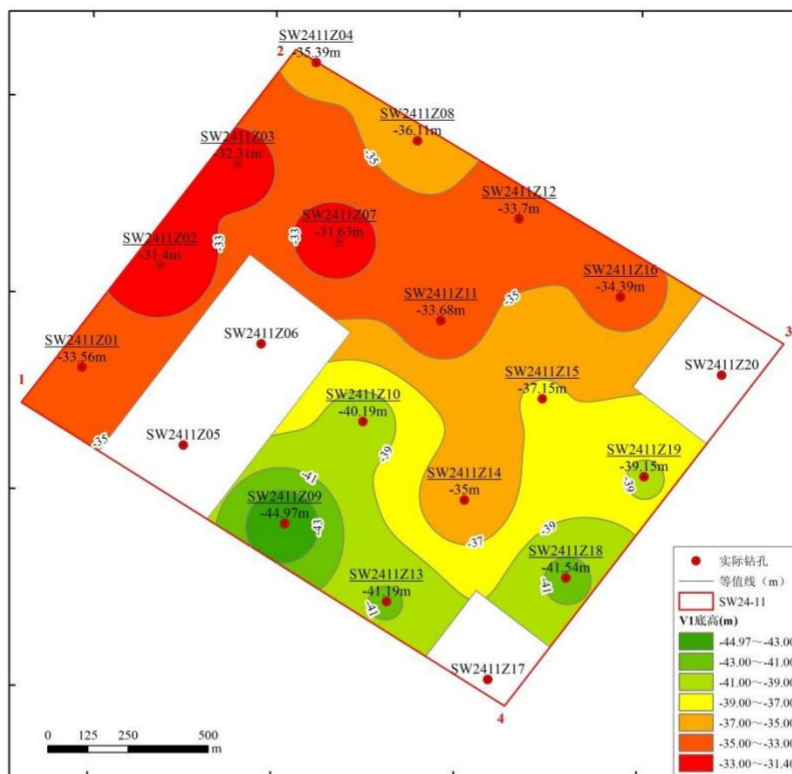 SW2411Z04
-35.39m
2
SW2411Z08
-36.11m
SW2411Z03
-32.31m
-35
SW2411Z12
-33.7m
SW2411Z07
-31.63m
-33
-33
SW2411Z02
-31.4m
SW2411Z16
-34.39m
-35
SW2411Z11
-33.68m
3
SW2411Z06
SW2411Z01
-33.56m
SW2411Z20
1
SW2411Z15
-37.15m
SW2411Z10
-40.19m
SW2411Z05
-35
-39
SW2411Z19
-39.15m
-39
SW2411Z14
-35m
-41
SW2411Z09
-44.97m
-43
-39
-37
SW2411Z18
-41.54m
-41
SW2411Z13
-41.19m
-41
SW2411Z17
4
0 125 250 500
m
实际钻孔
等值线（m）
SW24-11
V1底高(m)
-44.97～-43.00
-43.00～-41.00
-41.00～-39.00
-39.00～-37.00
-37.00～-35.00
-35.00～-33.00
-33.00～-31.40